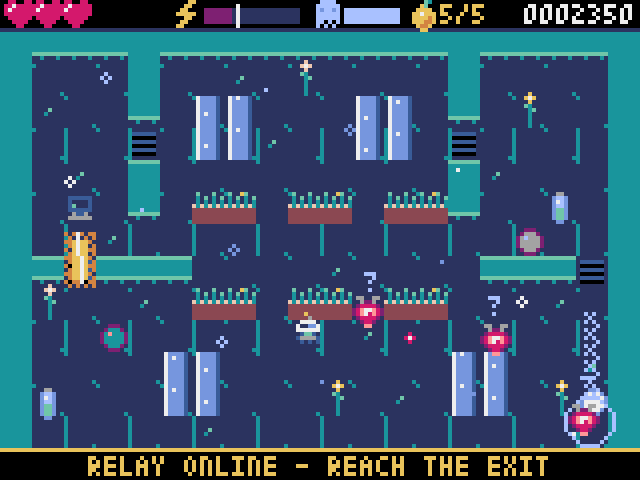 5/5 0002350
?
?
RELAY ONLINE - REACH THE EXIT